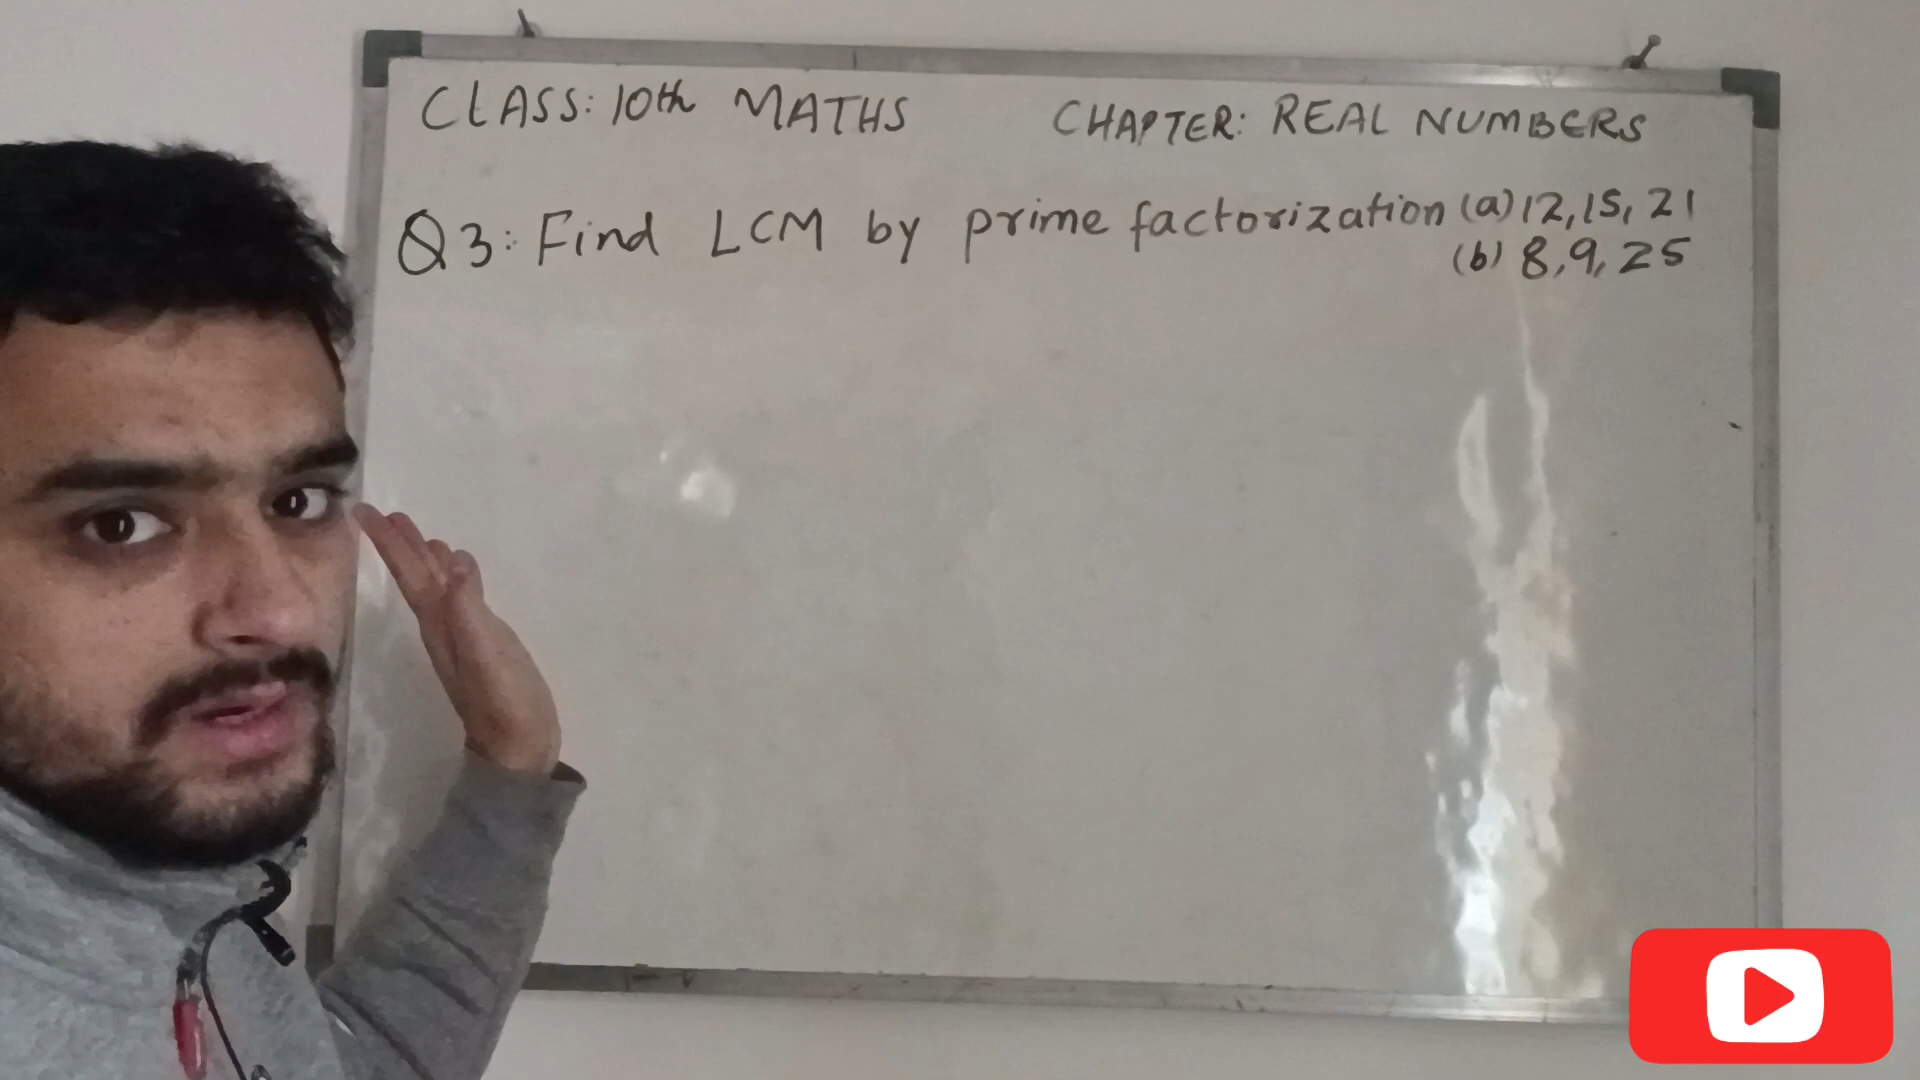 CLASS: 10th MATHS CHAPTER: REAL NUMBERS
Q3: Find LCM by prime factorization (a) 12, 15, 21
(b) 8, 9, 25